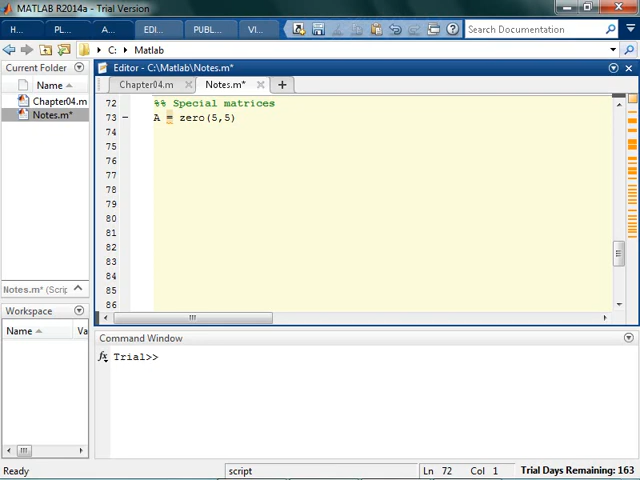 MATLAB R2014a - Trial Version
H... PL... A... EDI... PUBL... VI... Search Documentation
C: Matlab
Current Folder
Name
Chapter04.m
Notes.m*
Notes.m* (Scrip
Workspace
Name Va
Editor - C:\Matlab\Notes.m*
Chapter04.m Notes.m*
72 %% Special matrices
73 – A = zero(5,5)
74
75
76
77
78
79
80
81
82
83
84
85
86
Command Window
fx Trial>>
Ready script Ln 72 Col 1 Trial Days Remaining: 163